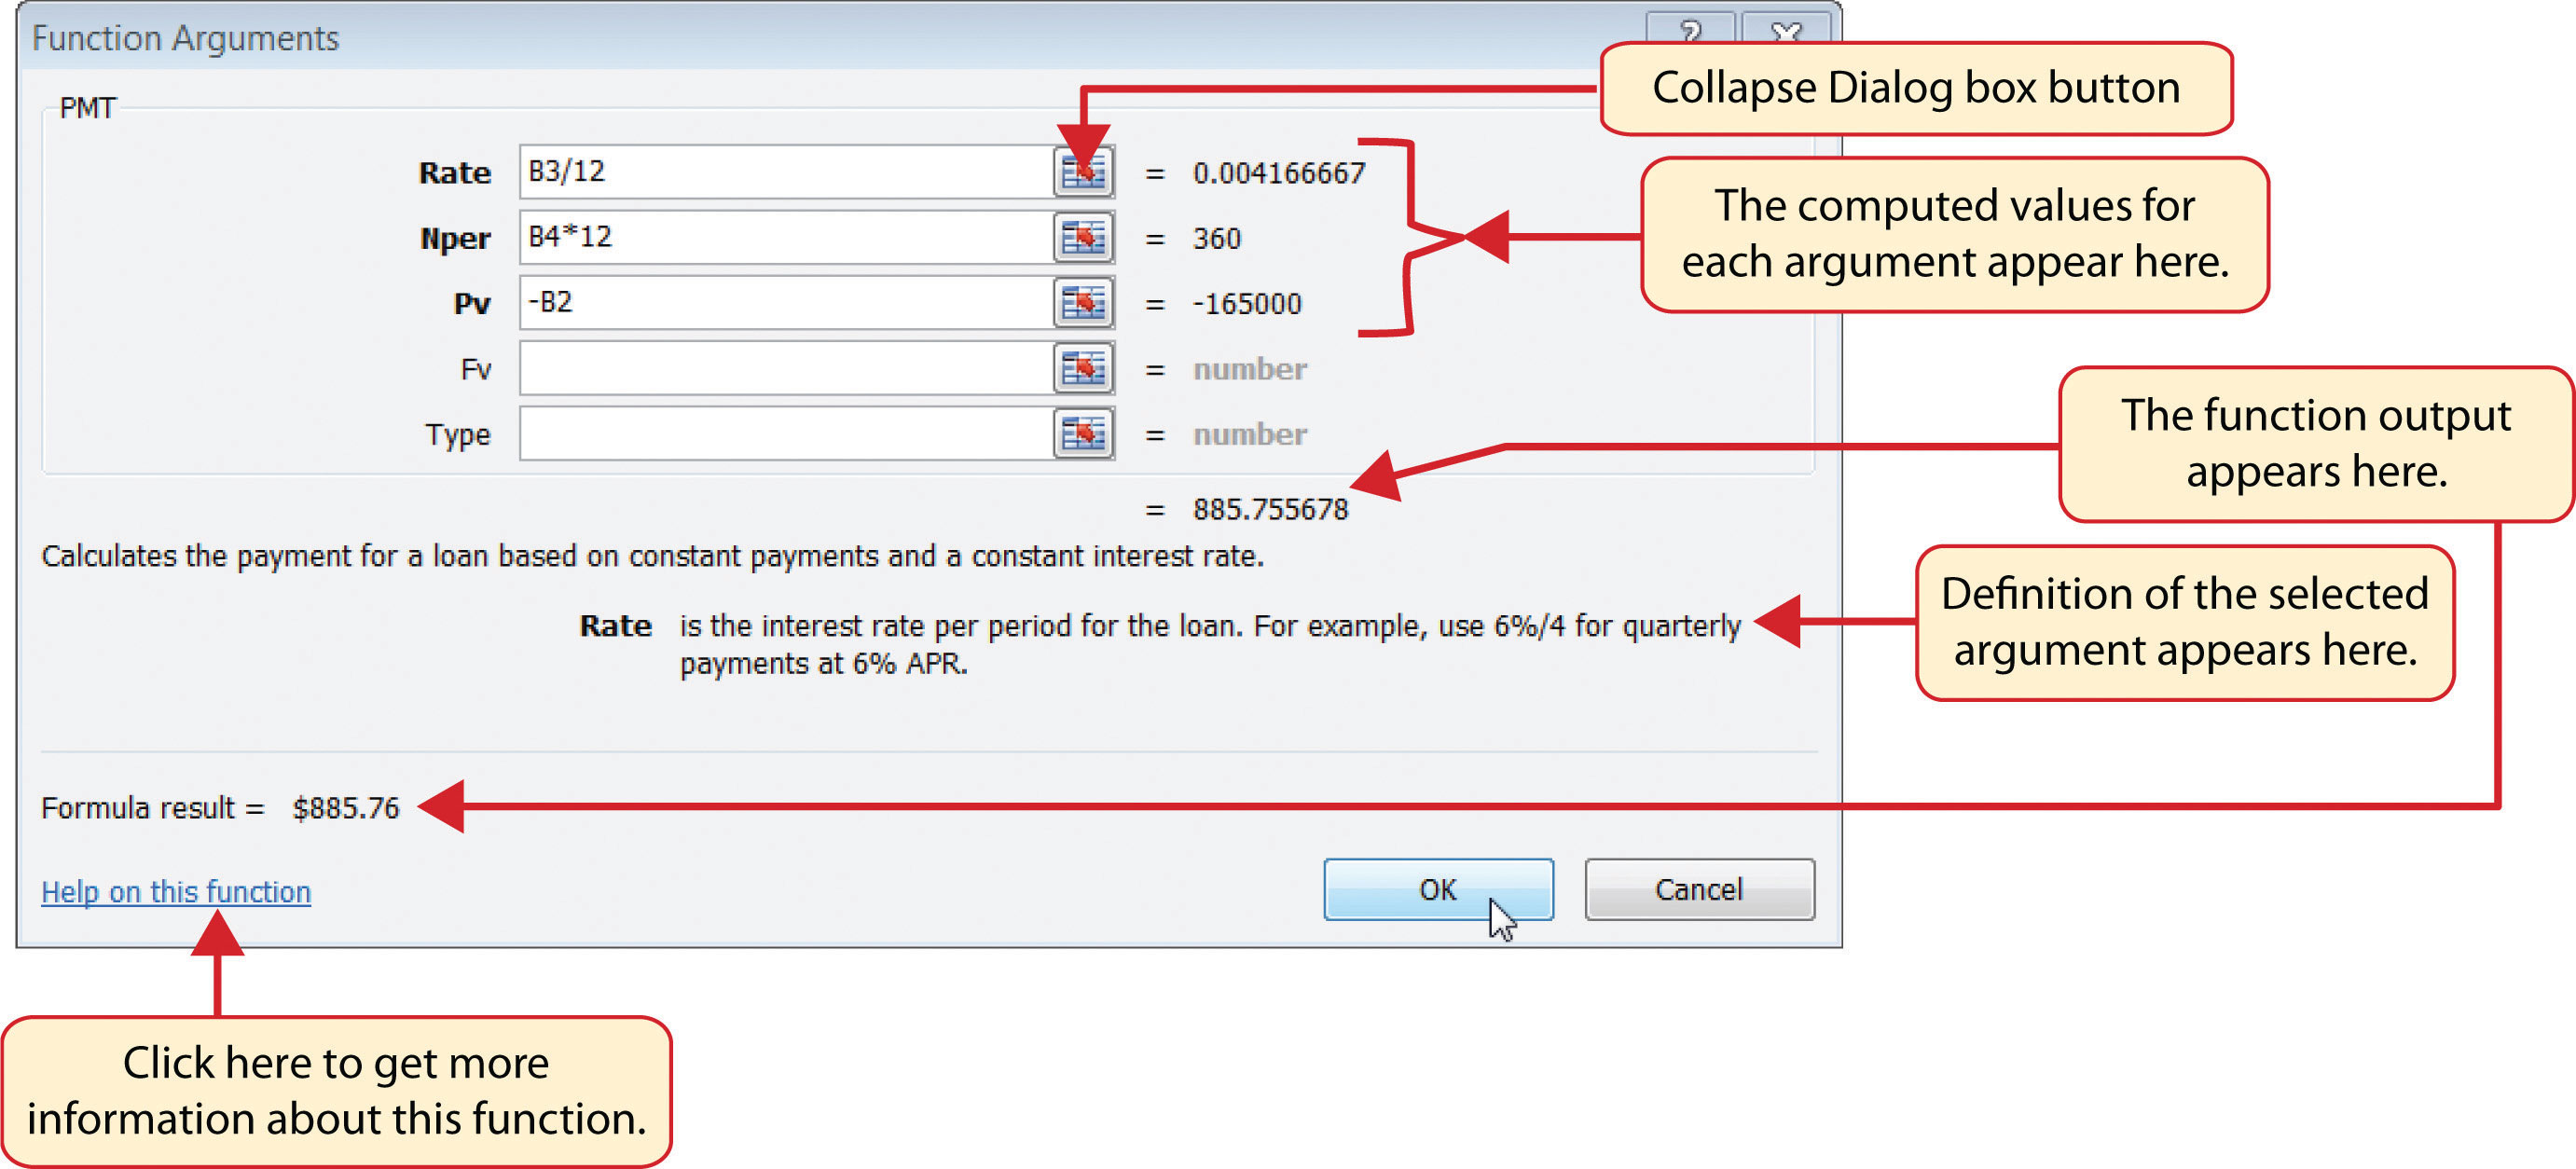 Function Arguments
?
Collapse Dialog box button
PMT
Rate B3/12 = 0.004166667
The computed values for
each argument appear here.
Nper B4*12 = 360
Pv -B2 = -165000
Fv = number
Type = number
The function output
appears here.
= 885.755678
Calculates the payment for a loan based on constant payments and a constant interest rate.
Rate is the interest rate per period for the loan. For example, use 6%/4 for quarterly
payments at 6% APR.
Definition of the selected
argument appears here.
Formula result = $885.76
Help on this function
OK Cancel
Click here to get more
information about this function.